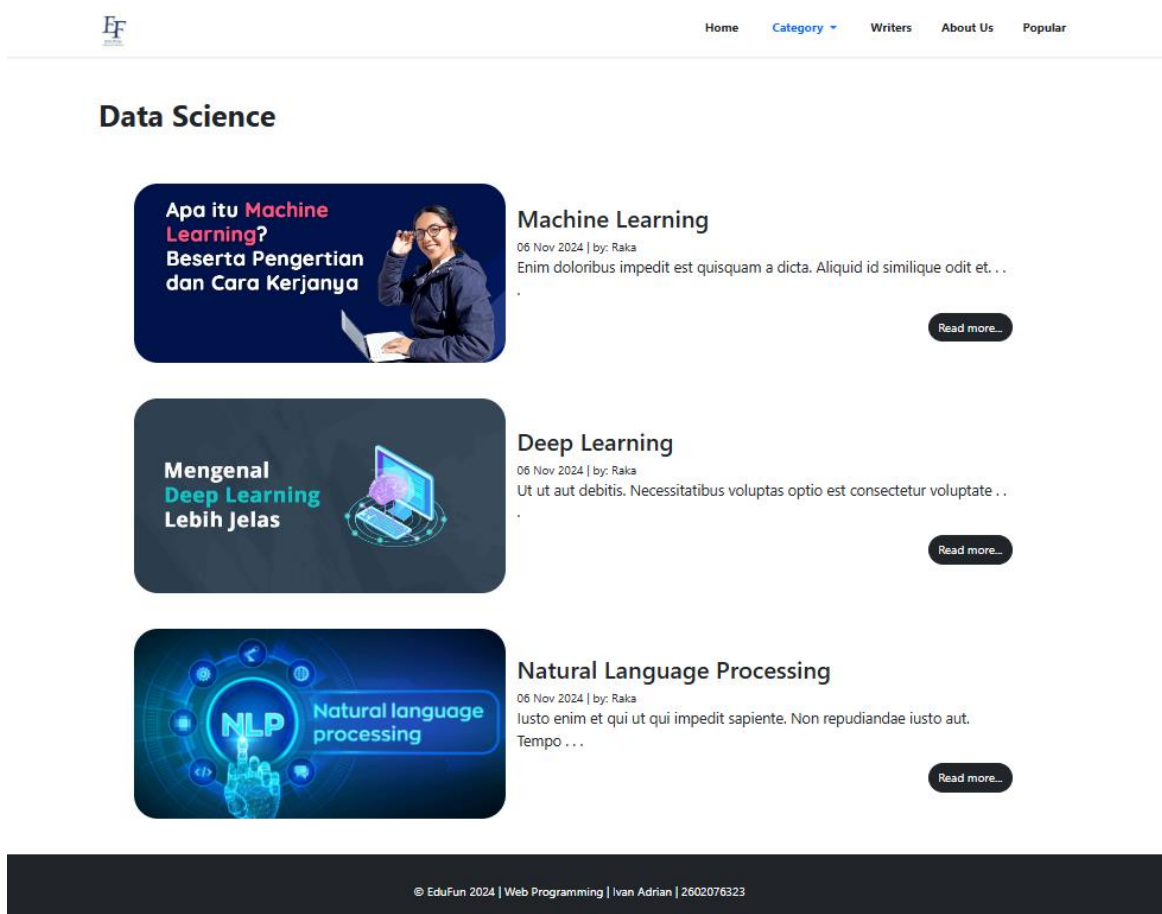 EF
Home Category Writers About Us Popular
Data Science
Apa itu Machine
Learning?
Beserta Pengertian
dan Cara Kerjanya
Machine Learning
06 Nov 2024 | by: Raka
Enim doloribus impedit est quisquam a dicta. Aliquid id similique odit et. . .
.
Read more...
Mengenal
Deep Learning
Lebih Jelas
Deep Learning
06 Nov 2024 | by: Raka
Ut ut aut debitis. Necessitatibus voluptas optio est consectetur voluptate . .
.
Read more...
NLP
Natural language
processing
</>
Natural Language Processing
06 Nov 2024 | by: Raka
Iusto enim et qui ut qui impedit sapiente. Non repudiandae iusto aut.
Tempo . . .
Read more...
© EduFun 2024 | Web Programming | Ivan Adrian | 2602076323